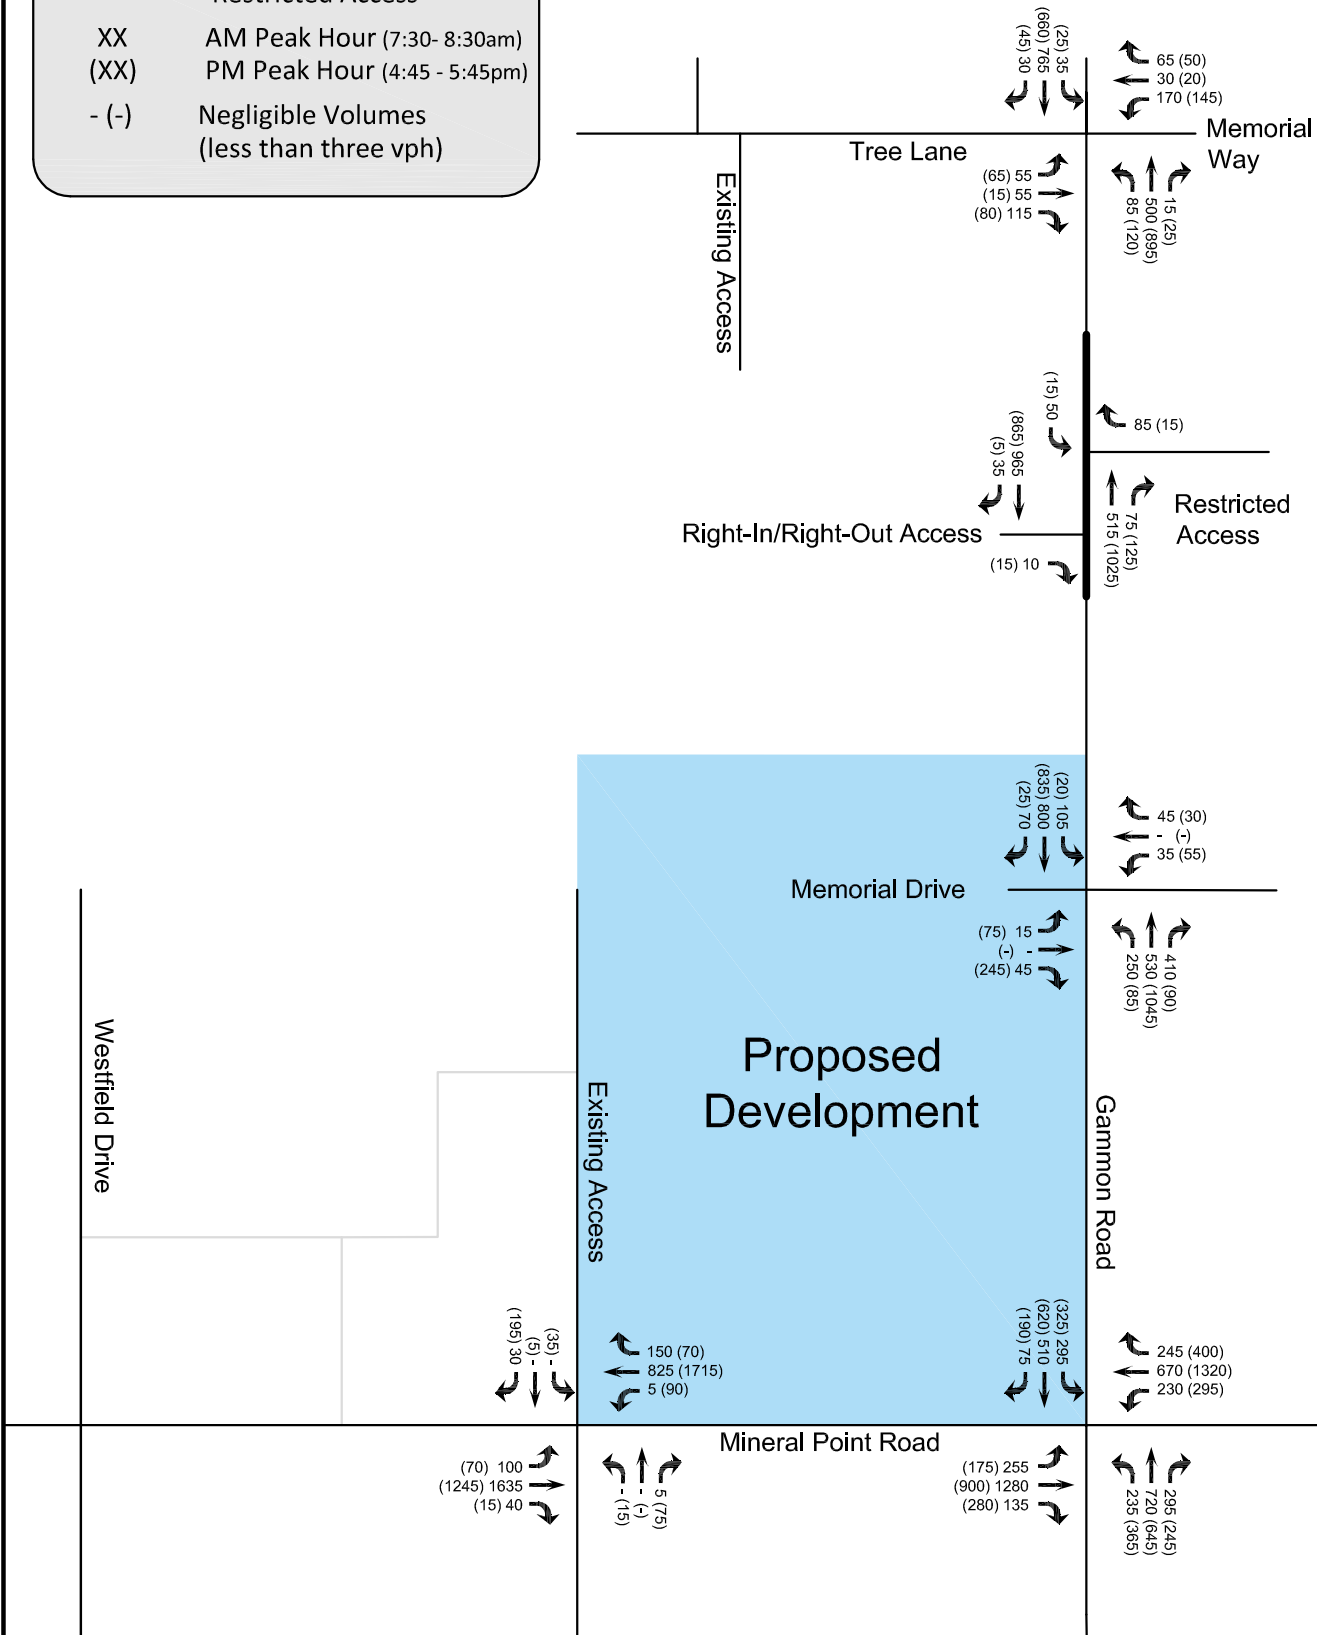 Restricted Access
XX AM Peak Hour (7:30- 8:30am)
(XX) PM Peak Hour (4:45 - 5:45pm)
- (-) Negligible Volumes
(less than three vph)
(45) 30
(660) 765
(25) 35
65 (50)
30 (20)
170 (145)
Memorial
Way
Tree Lane
(65) 55
(15) 55
(80) 115
85 (120)
500 (895)
15 (25)
Existing Access
(15) 50
85 (15)
(5) 35
(865) 965
515 (1025)
75 (125)
Restricted
Access
Right-In/Right-Out Access
(15) 10
(25) 70
(835) 800
(20) 105
45 (30)
- (-)
35 (55)
Memorial Drive
(75) 15
(-) -
(245) 45
250 (85)
530 (1045)
410 (90)
Proposed
Development
Westfield Drive
Existing Access
Gammon Road
(195) 30
(5) -
(35) -
150 (70)
825 (1715)
5 (90)
(190) 75
(620) 510
(325) 295
245 (400)
670 (1320)
230 (295)
Mineral Point Road
(70) 100
(1245) 1635
(15) 40
- (15)
- (-)
5 (75)
(175) 255
(900) 1280
(280) 135
235 (365)
720 (645)
295 (245)